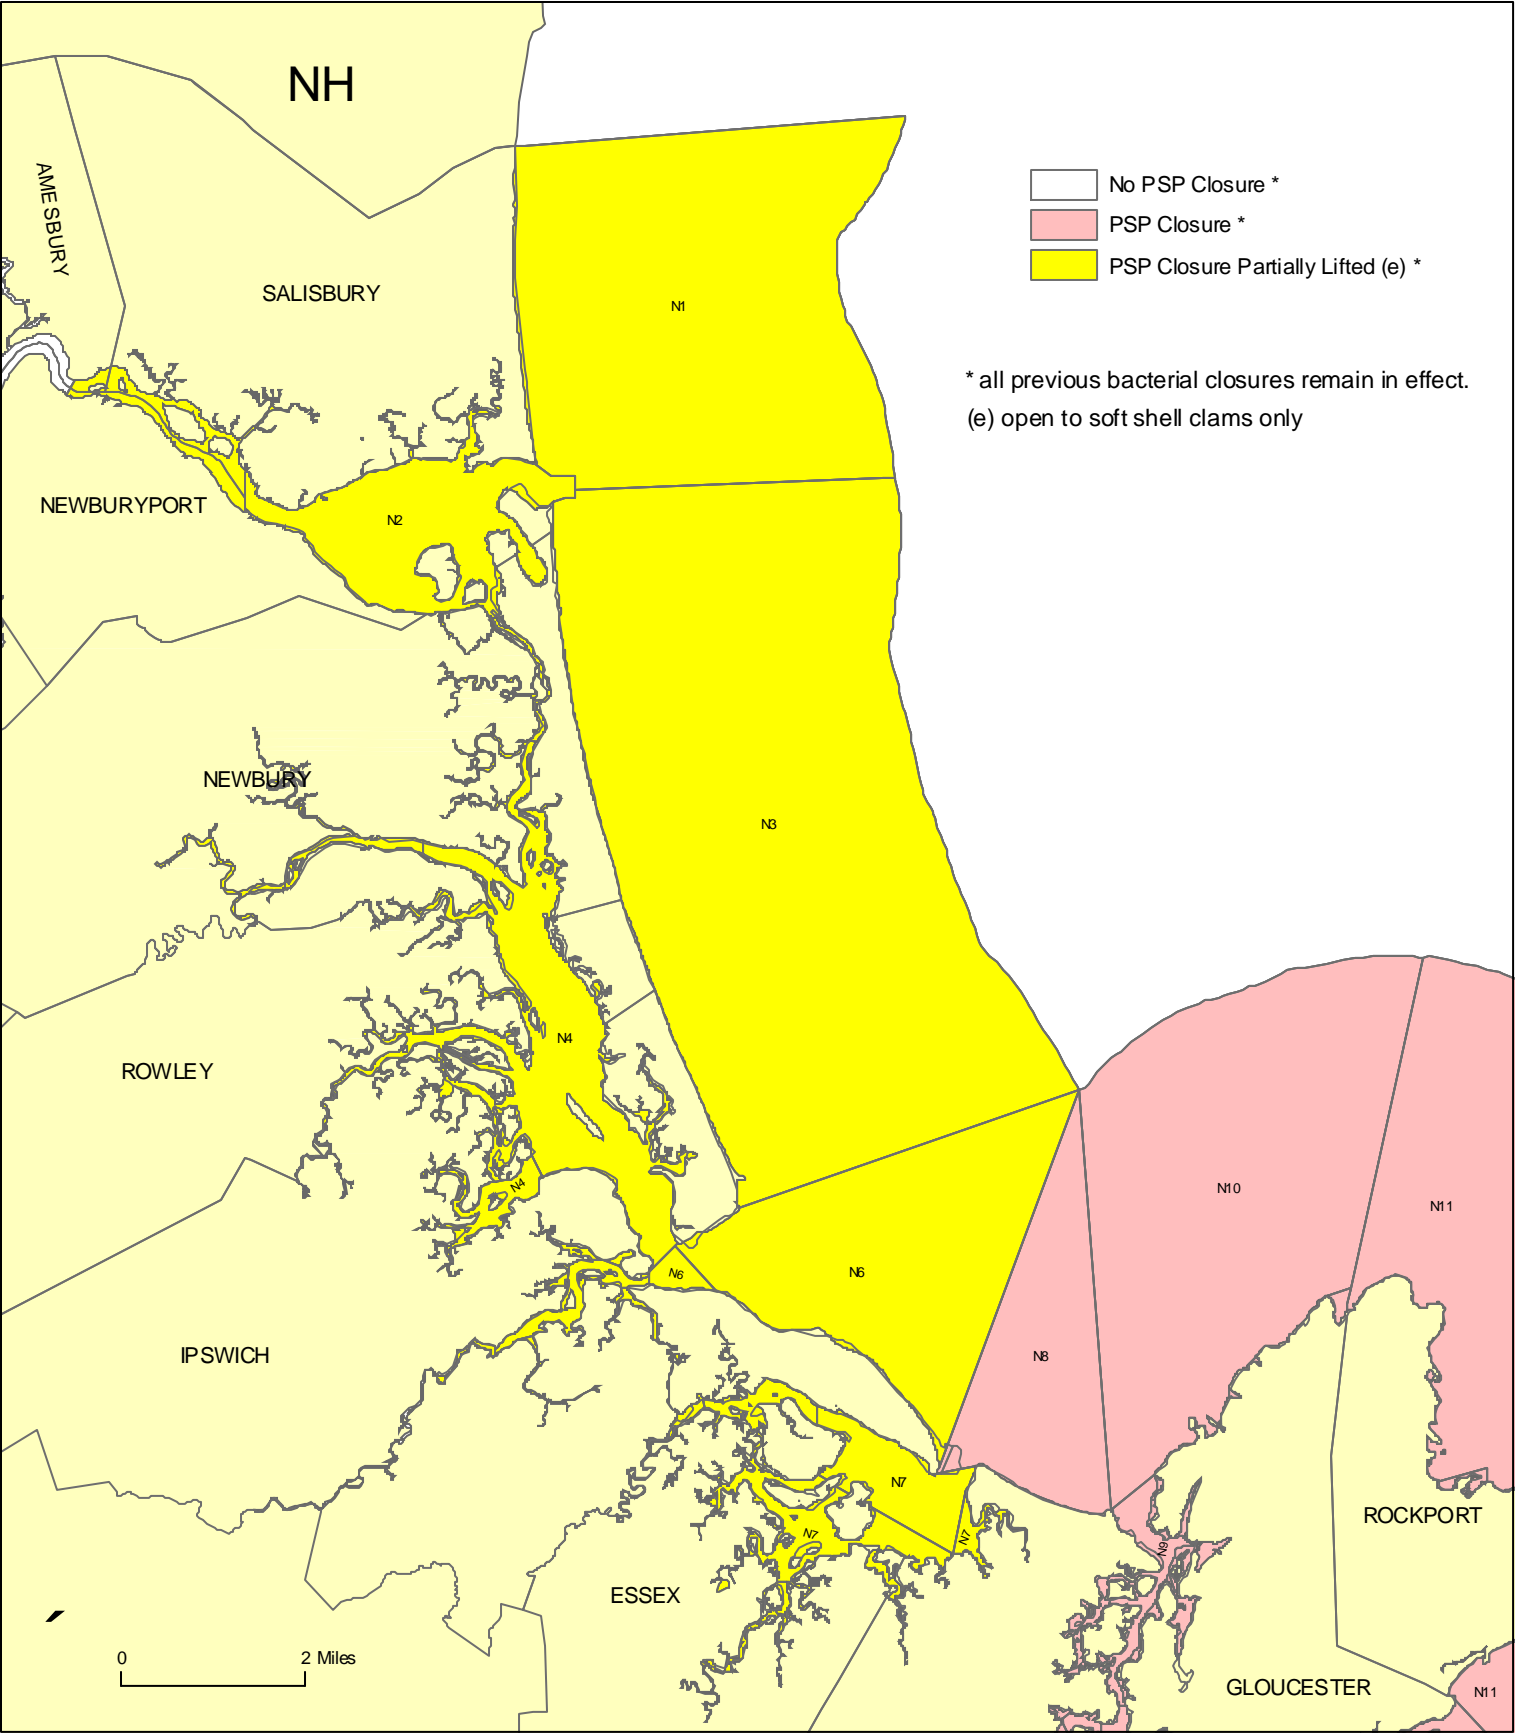 NH
AMESBURY
No PSP Closure *
PSP Closure *
PSP Closure Partially Lifted (e) *
SALISBURY
N1
* all previous bacterial closures remain in effect.
(e) open to soft shell clams only
NEWBURYPORT
N2
NEWBURY
N3
N4
ROWLEY
N4
N10
N11
N6
N6
IPSWICH
N8
N7
ROCKPORT
N7
N7
N9
ESSEX
0 2 Miles
GLOUCESTER
N11